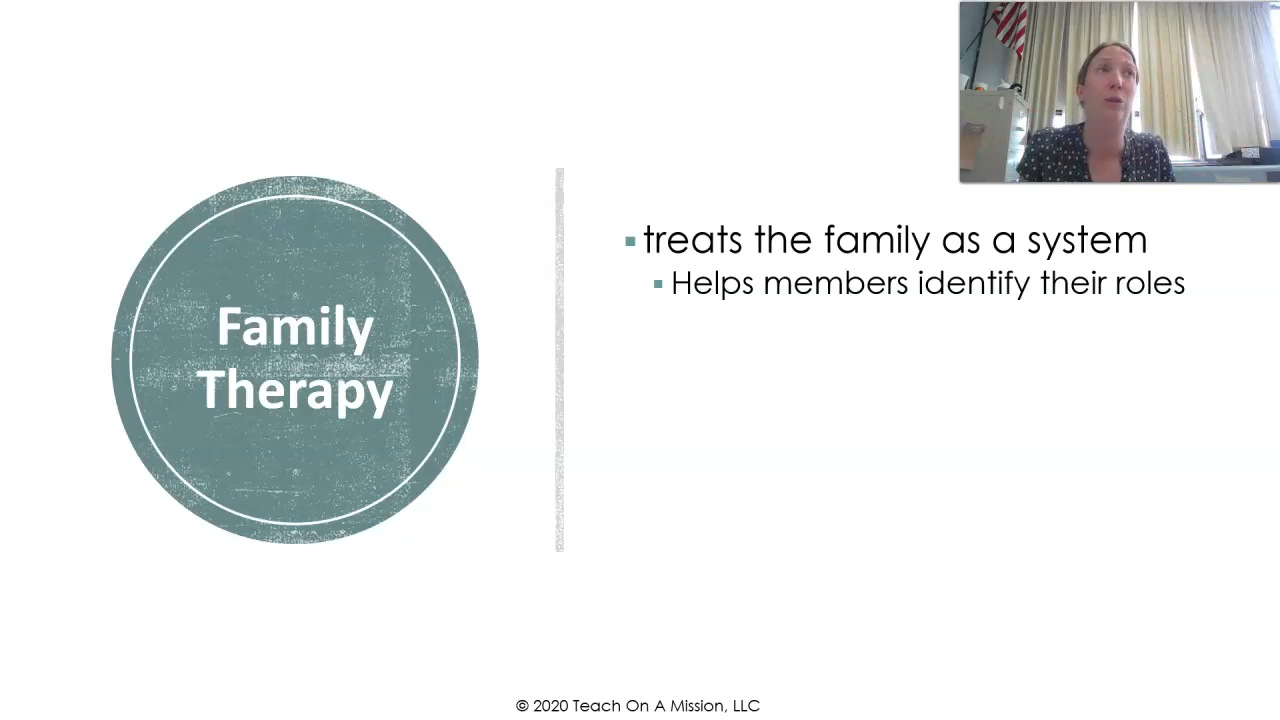 Family
Therapy
treats the family as a system
Helps members identify their roles
© 2020 Teach On A Mission, LLC